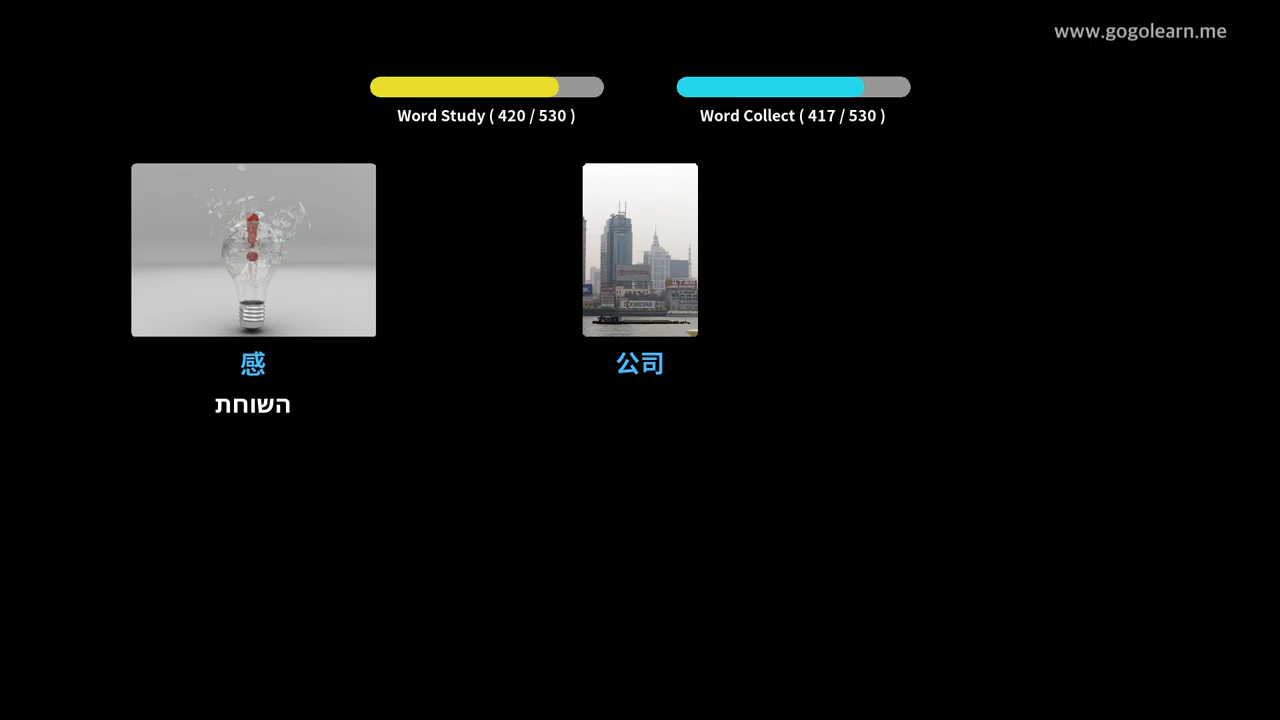 www.gogolearn.me
Word Study ( 420 / 530 )
Word Collect ( 417 / 530 )
感
公司
השוחת